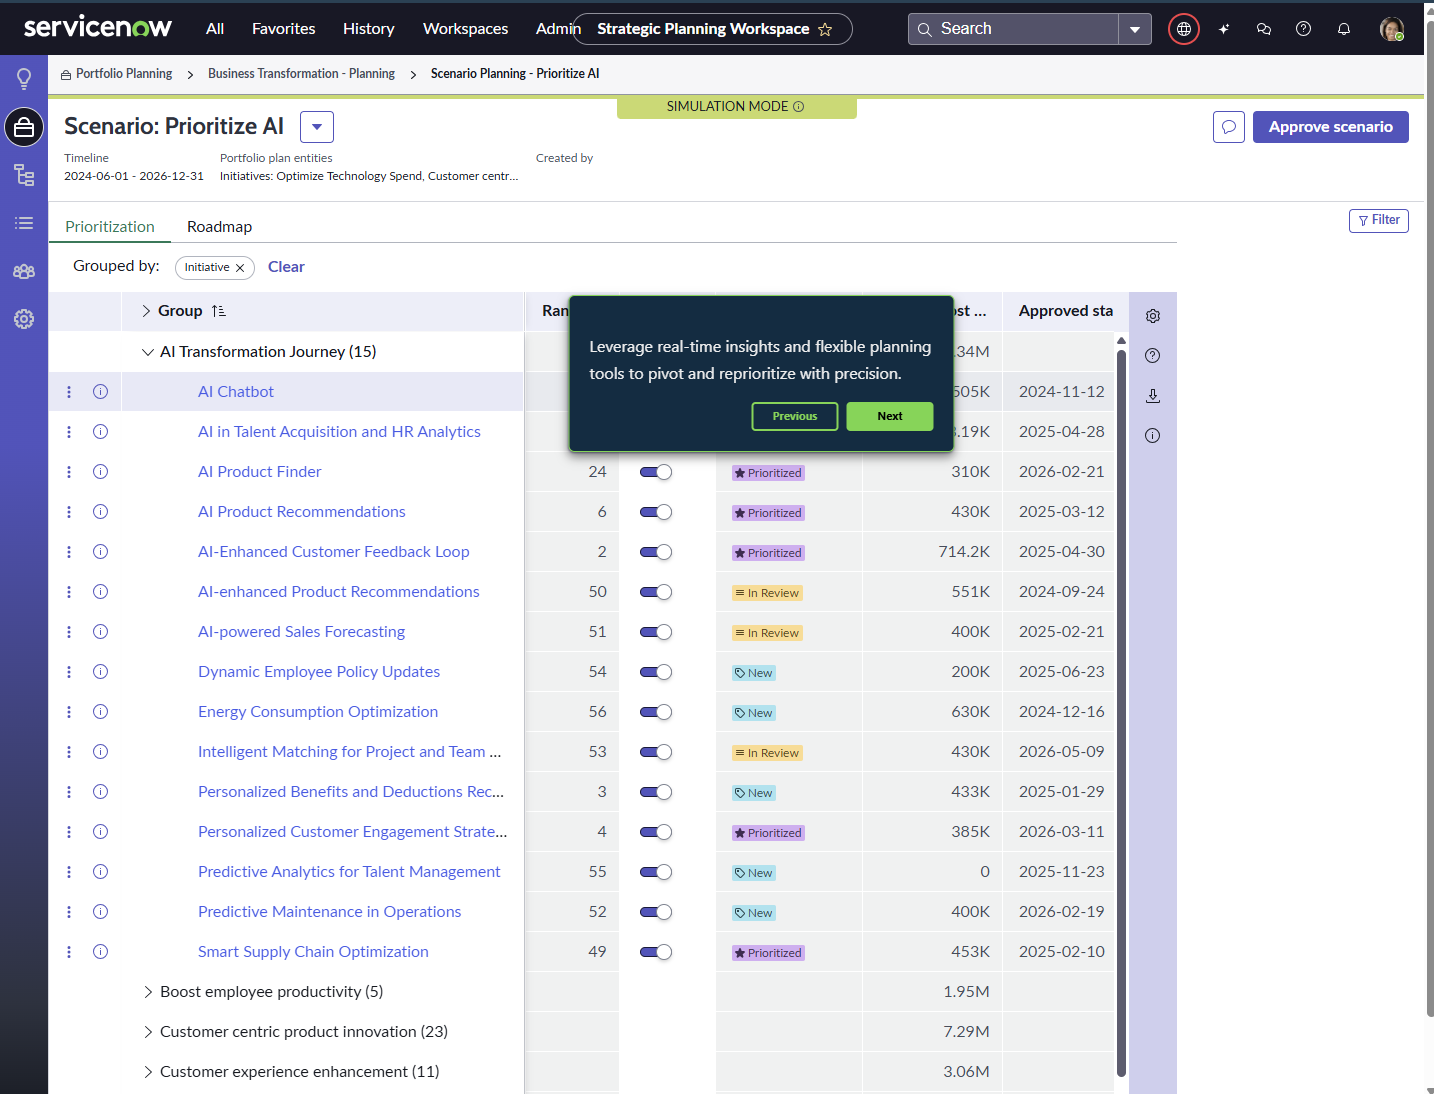 servicenow
All
Favorites
History
Workspaces
Admin
Strategic Planning Workspace
Search
Portfolio Planning
Business Transformation - Planning
Scenario Planning - Prioritize AI
SIMULATION MODE
Scenario: Prioritize AI
Approve scenario
Timeline
Portfolio plan entities
Created by
2024-06-01 - 2026-12-31
Initiatives: Optimize Technology Spend, Customer centr...
Prioritization
Roadmap
Filter
Grouped by:
Initiative
Clear
Group
Ran
ost ...
Approved sta
Leverage real-time insights and flexible planning
tools to pivot and reprioritize with precision.
Previous
Next
AI Transformation Journey (15)
.34M
AI Chatbot
505K
2024-11-12
AI in Talent Acquisition and HR Analytics
.19K
2025-04-28
AI Product Finder
24
Prioritized
310K
2026-02-21
AI Product Recommendations
6
Prioritized
430K
2025-03-12
AI-Enhanced Customer Feedback Loop
2
Prioritized
714.2K
2025-04-30
AI-enhanced Product Recommendations
50
In Review
551K
2024-09-24
AI-powered Sales Forecasting
51
In Review
400K
2025-02-21
Dynamic Employee Policy Updates
54
New
200K
2025-06-23
Energy Consumption Optimization
56
New
630K
2024-12-16
Intelligent Matching for Project and Team ...
53
In Review
430K
2026-05-09
Personalized Benefits and Deductions Rec...
3
New
433K
2025-01-29
Personalized Customer Engagement Strate...
4
Prioritized
385K
2026-03-11
Predictive Analytics for Talent Management
55
New
0
2025-11-23
Predictive Maintenance in Operations
52
New
400K
2026-02-19
Smart Supply Chain Optimization
49
Prioritized
453K
2025-02-10
Boost employee productivity (5)
1.95M
Customer centric product innovation (23)
7.29M
Customer experience enhancement (11)
3.06M